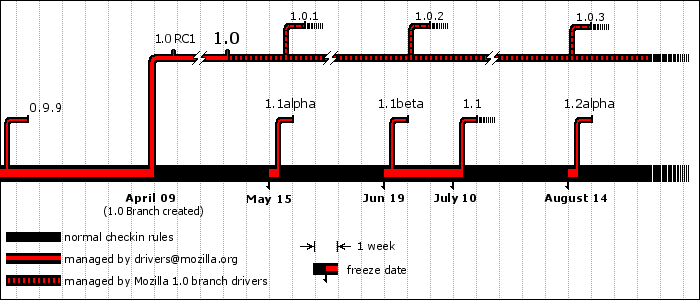 1.0.1
1.0.2
1.0.3
1.0 RC1
1.0
0.9.9
1.1alpha
1.1beta
1.1
1.2alpha
April 09
(1.0 Branch created)
May 15
Jun 19
July 10
August 14
normal checkin rules
managed by drivers@mozilla.org
managed by Mozilla 1.0 branch drivers
1 week
freeze date